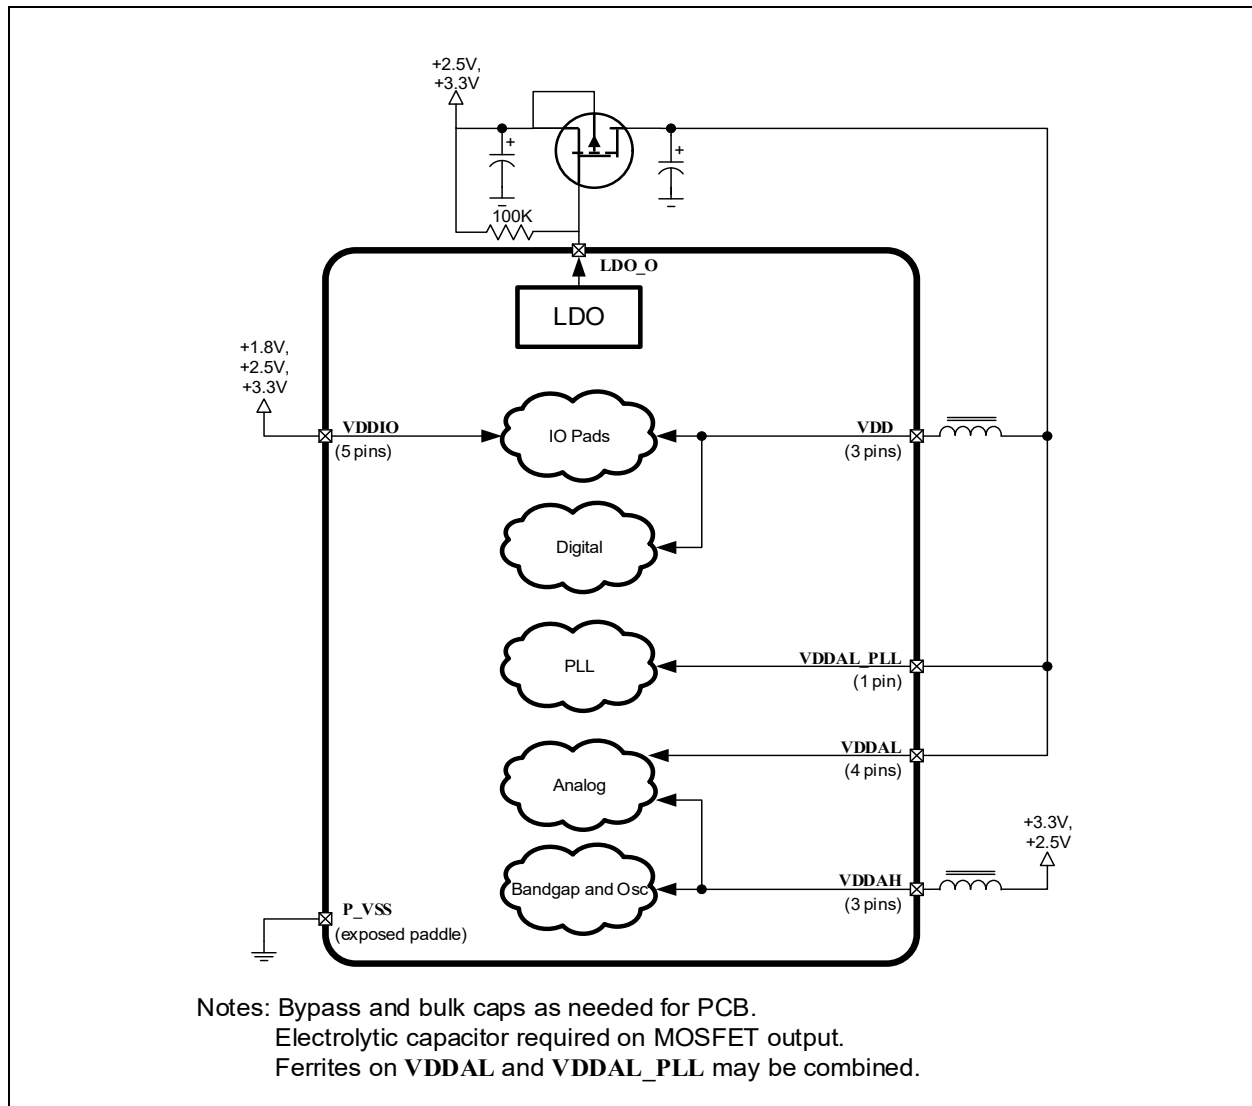 +2.5V,
+3.3V
+
+
100K
LDO_O
LDO
+1.8V,
+2.5V,
+3.3V
VDDIO
(5 pins)
IO Pads
VDD
(3 pins)
Digital
PLL
VDDAL_PLL
(1 pin)
VDDAL
(4 pins)
Analog
+3.3V,
+2.5V
Bandgap and Osc
VDDAH
(3 pins)
P_VSS
(exposed paddle)
Notes: Bypass and bulk caps as needed for PCB.
Electrolytic capacitor required on MOSFET output.
Ferrites on VDDAL and VDDAL_PLL may be combined.